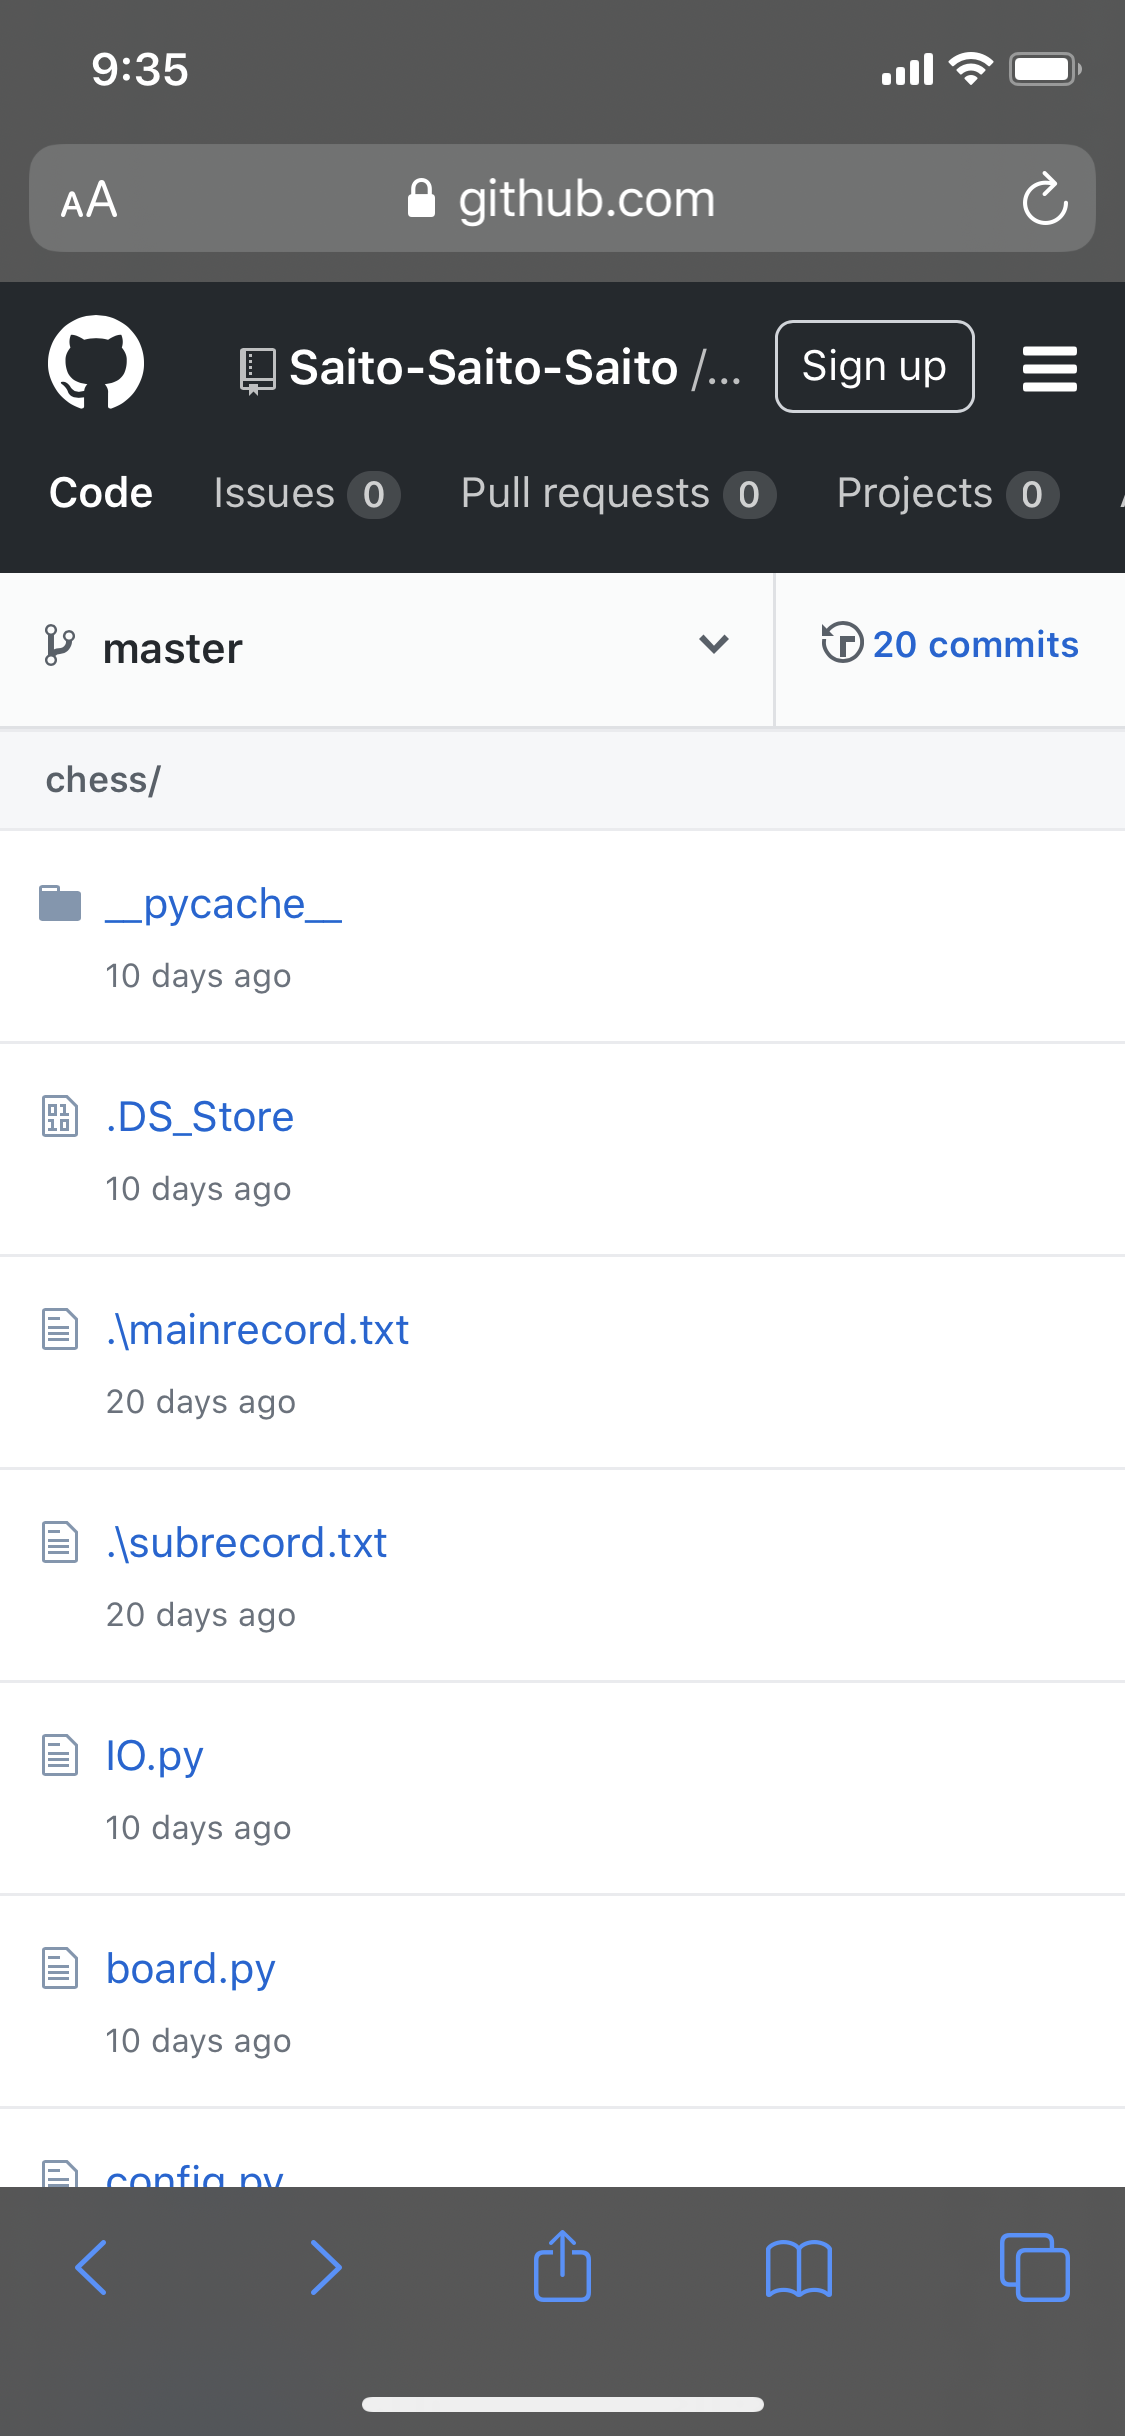 9:35
AA github.com
Saito-Saito-Saito /... Sign up
Code Issues 0 Pull requests 0 Projects 0
master 20 commits
chess/
__pycache__
10 days ago
.DS_Store
10 days ago
.\mainrecord.txt
20 days ago
.\subrecord.txt
20 days ago
IO.py
10 days ago
board.py
10 days ago
config.py